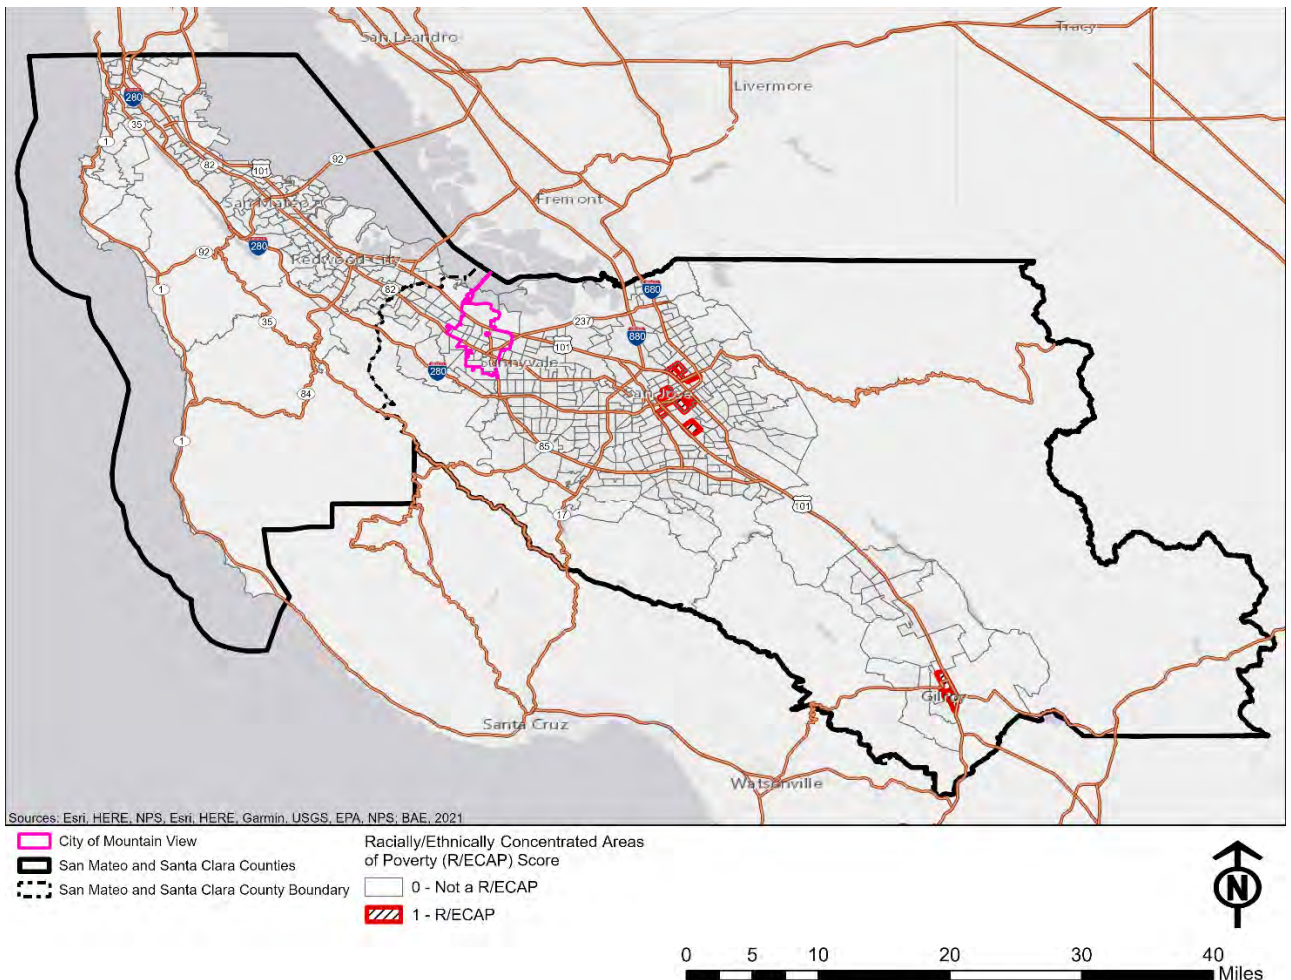 San Leandro
Tracy
Livermore
280
35
1
82
101
92
San Mateo
Fremont
92
280
Redwood City
1
82
680
35
237
880
101
Sunnyvale
280
San Jose
84
1
85
101
17
Gilroy
Santa Cruz
Watsonville
Sources: Esri, HERE, NPS, Esri, HERE, Garmin, USGS, EPA, NPS; BAE, 2021
City of Mountain View
San Mateo and Santa Clara Counties
San Mateo and Santa Clara County Boundary
Racially/Ethnically Concentrated Areas
of Poverty (R/ECAP) Score
0 - Not a R/ECAP
1 - R/ECAP
N
0 5 10 20 30 40
Miles